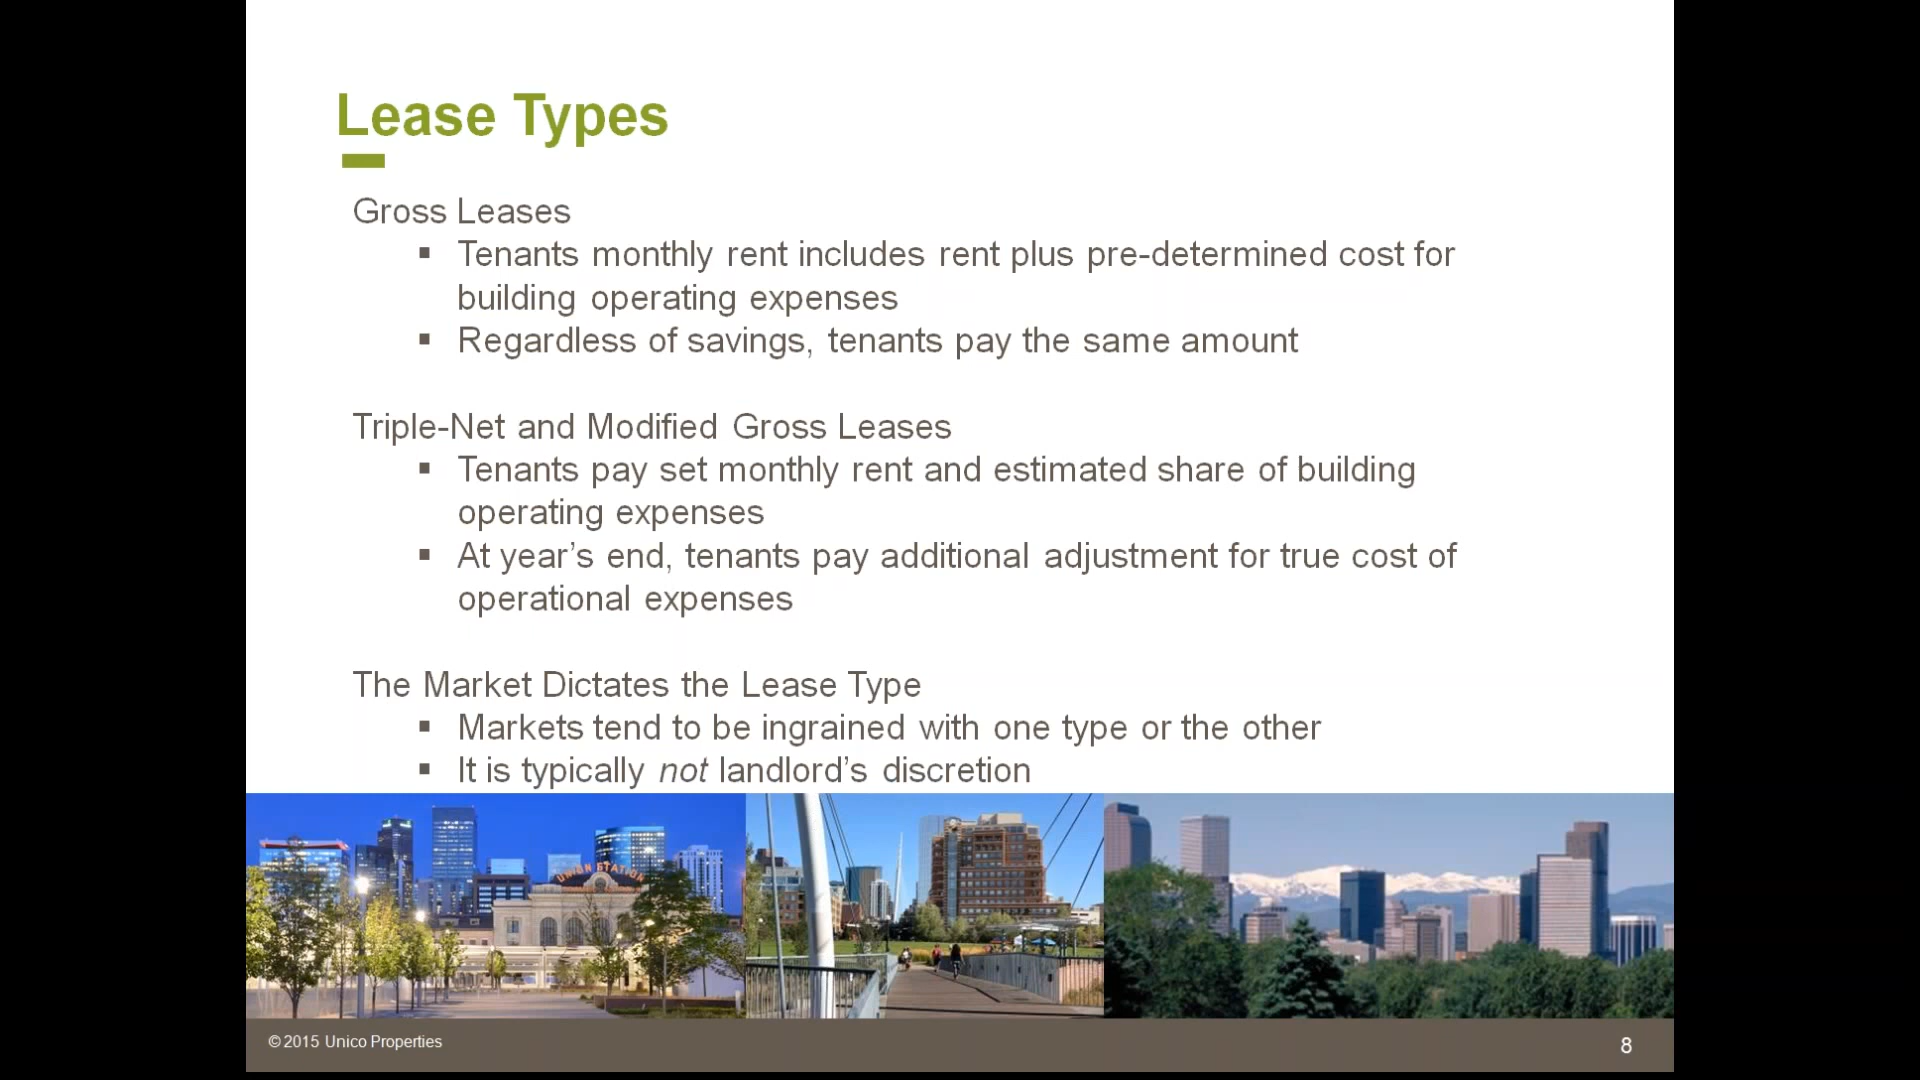 Lease Types
Gross Leases
▪ Tenants monthly rent includes rent plus pre-determined cost for
building operating expenses
▪ Regardless of savings, tenants pay the same amount
Triple-Net and Modified Gross Leases
▪ Tenants pay set monthly rent and estimated share of building
operating expenses
▪ At year’s end, tenants pay additional adjustment for true cost of
operational expenses
The Market Dictates the Lease Type
▪ Markets tend to be ingrained with one type or the other
▪ It is typically not landlord’s discretion
UNION STATION
© 2015 Unico Properties
8